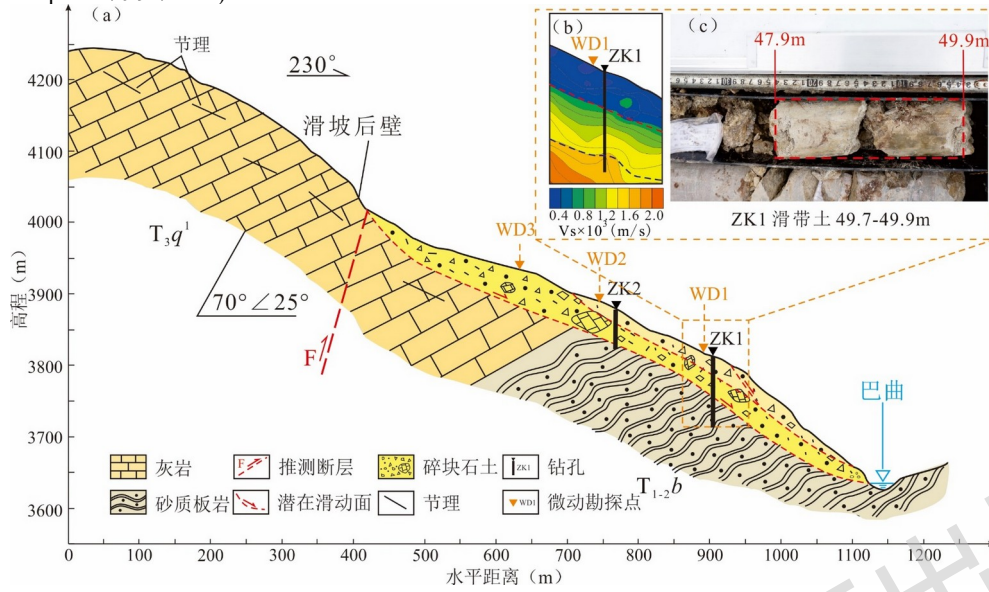 (a)
节理
230°
滑坡后壁
(b)
WD1
ZK1
0.4 0.8 1.2 1.6 2.0
Vs×10³(m/s)
(c)
47.9m
49.9m
ZK1 滑带土 49.7-49.9m
4200
4100
4000
3900
3800
3700
3600
高程(m)
T₃q¹
70°∠25°
F
WD3
WD2
ZK2
WD1
ZK1
巴曲
T₁₋₂b
灰岩
F 推测断层
碎块石土
ZK1 钻孔
砂质板岩
潜在滑动面
节理
WD1 微动勘探点
0 100 200 300 400 500 600 700 800 900 1000 1100 1200
水平距离(m)